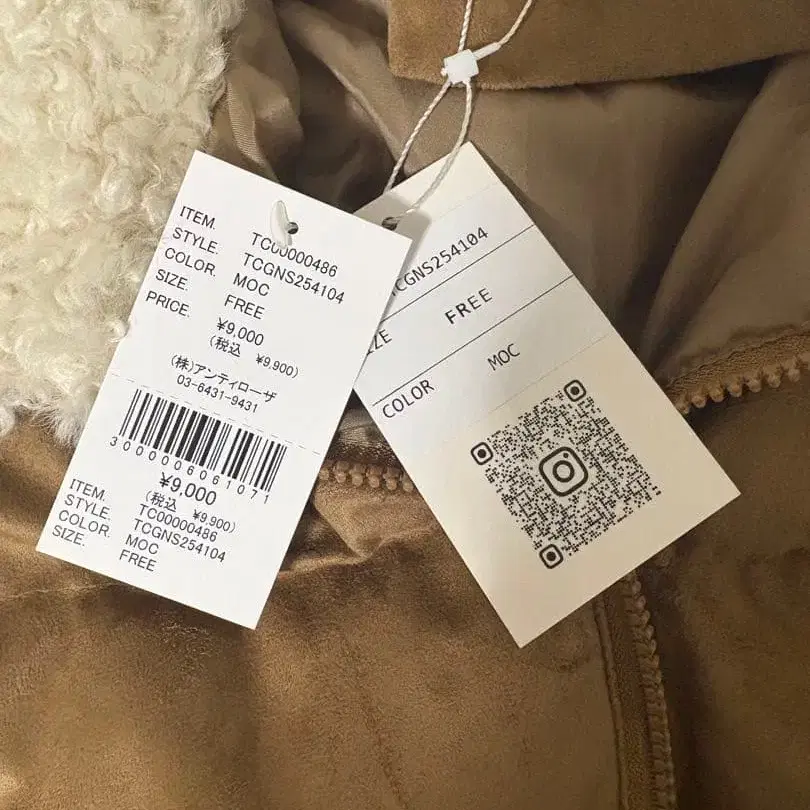 ITEM. TC00000486
STYLE. TCGNS254104
COLOR. MOC
SIZE. FREE
PRICE. ¥9,000
(税込 ¥9,900)
(株)アンティローザ
03-6431-9431
3000006061071
¥9,000
(税込 ¥9,900)
ITEM. TC00000486
STYLE. TCGNS254104
COLOR. MOC
SIZE. FREE
TCGNS254104
FREE
COLOR MOC